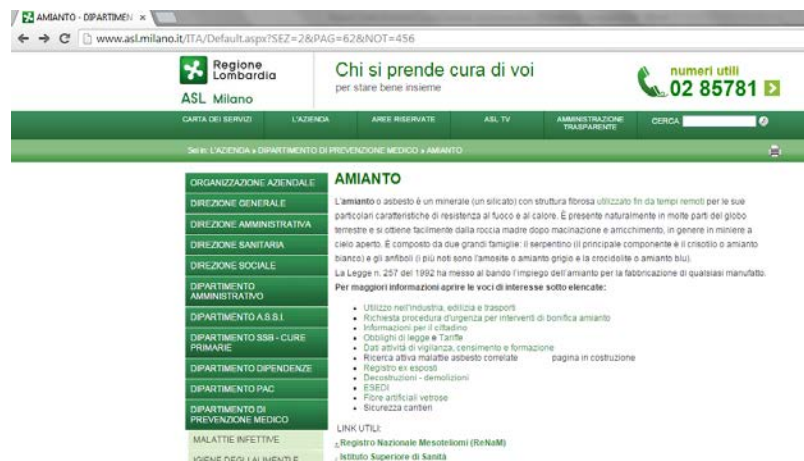 AMIANTO - DIPARTIMEN ×
www.asl.milano.it/ITA/Default.aspx?SEZ=2&PAG=62&NOT=456
Regione
Lombardia
ASL Milano
Chi si prende cura di voi
per stare bene insieme
numeri utili
02 85781
CARTA DEI SERVIZI L'AZIENDA AREE RISERVATE ASL TV AMMINISTRAZIONE TRASPARENTE CERCA
Sei in: L'AZIENDA » DIPARTIMENTO DI PREVENZIONE MEDICO » AMIANTO
ORGANIZZAZIONE AZIENDALE
DIREZIONE GENERALE
DIREZIONE AMMINISTRATIVA
DIREZIONE SANITARIA
DIREZIONE SOCIALE
DIPARTIMENTO
AMMINISTRATIVO
DIPARTIMENTO A.S.S.I.
DIPARTIMENTO SSB - CURE
PRIMARIE
DIPARTIMENTO DIPENDENZE
DIPARTIMENTO PAC
DIPARTIMENTO DI
PREVENZIONE MEDICO
MALATTIE INFETTIVE
IGIENE DEGLI ALIMENTI E
AMIANTO
L'amianto o asbesto è un minerale (un silicato) con struttura fibrosa utilizzato fin da tempi remoti per le sue
particolari caratteristiche di resistenza al fuoco e al calore. È presente naturalmente in molte parti del globo
terrestre e si ottiene facilmente dalla roccia madre dopo macinazione e arricchimento, in genere in miniere a
cielo aperto. È composto da due grandi famiglie: il serpentino (il principale componente è il crisotilo o amianto
bianco) e gli anfiboli (i più noti sono l'amosite o amianto grigio e la crocidolite o amianto blu).
La Legge n. 257 del 1992 ha messo al bando l'impiego dell'amianto per la fabbricazione di qualsiasi manufatto.
Per maggiori informazioni aprire le voci di interesse sotto elencate:
• Utilizzo nell'industria, edilizia e trasporti
• Richiesta procedura d'urgenza per interventi di bonifica amianto
• Informazioni per il cittadino
• Obblighi di legge e Tariffe
• Dati attività di vigilanza, censimento e formazione
• Ricerca attiva malattie asbesto correlate pagina in costruzione
• Registro ex esposti
• Decostruzioni - demolizioni
• ESEDI
• Fibre artificiali vetrose
• Sicurezza cantieri
LINK UTILI:
Registro Nazionale Mesoteliomi (ReNaM)
Istituto Superiore di Sanità